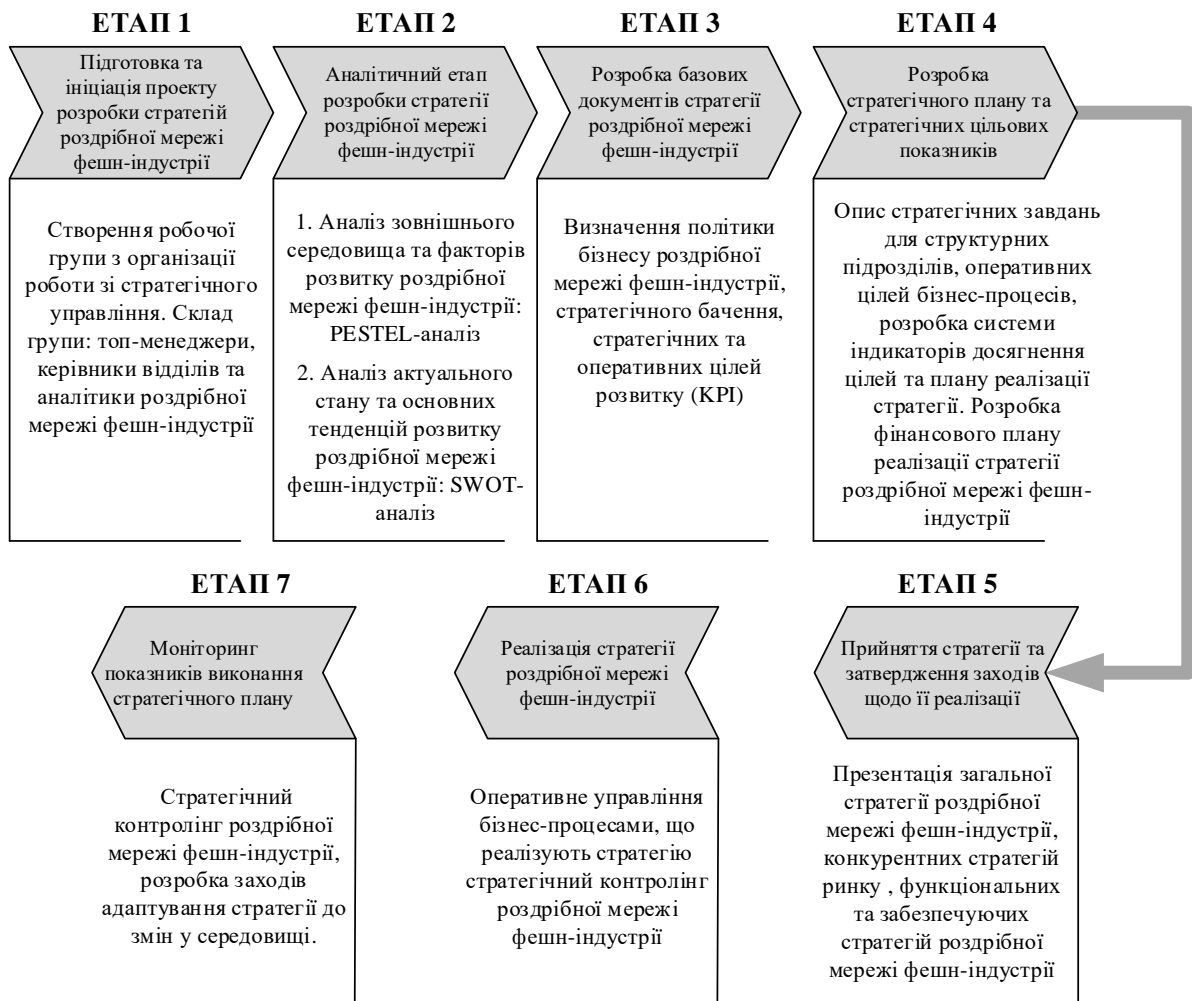 ЕТАП 1
Підготовка та
ініціація проекту
розробки стратегій
роздрібної мережі
фешн-індустрії
Створення робочої
групи з організації
роботи зі стратегічного
управління. Склад
групи: топ-менеджери,
керівники відділів та
аналітики роздрібної
мережі фешн-індустрії
ЕТАП 2
Аналітичний етап
розробки стратегії
роздрібної мережі
фешн-індустрії
1. Аналіз зовнішнього
середовища та факторів
розвитку роздрібної
мережі фешн-індустрії:
PESTEL-аналіз
2. Аналіз актуального
стану та основних
тенденцій розвитку
роздрібної мережі
фешн-індустрії: SWOT-
аналіз
ЕТАП 3
Розробка базових
документів стратегії
роздрібної мережі
фешн-індустрії
Визначення політики
бізнесу роздрібної
мережі фешн-індустрії,
стратегічного бачення,
стратегічних та
оперативних цілей
розвитку (KPI)
ЕТАП 4
Розробка
стратегічного плану та
стратегічних цільових
показників
Опис стратегічних завдань
для структурних
підрозділів, оперативних
цілей бізнес-процесів,
розробка системи
індикаторів досягнення
цілей та плану реалізації
стратегії. Розробка
фінансового плану
реалізації стратегії
роздрібної мережі фешн-
індустрії
ЕТАП 5
Прийняття стратегії та
затвердження заходів
щодо її реалізації
Презентація загальної
стратегії роздрібної
мережі фешн-індустрії,
конкурентних стратегій
ринку , функціональних
та забезпечуючих
стратегій роздрібної
мережі фешн-індустрії
ЕТАП 6
Реалізація стратегії
роздрібної мережі
фешн-індустрії
Оперативне управління
бізнес-процесами, що
реалізують стратегію
стратегічний контролінг
роздрібної мережі
фешн-індустрії
ЕТАП 7
Моніторинг
показників виконання
стратегічного плану
Стратегічний
контролінг роздрібної
мережі фешн-індустрії,
розробка заходів
адаптування стратегії до
змін у середовищі.